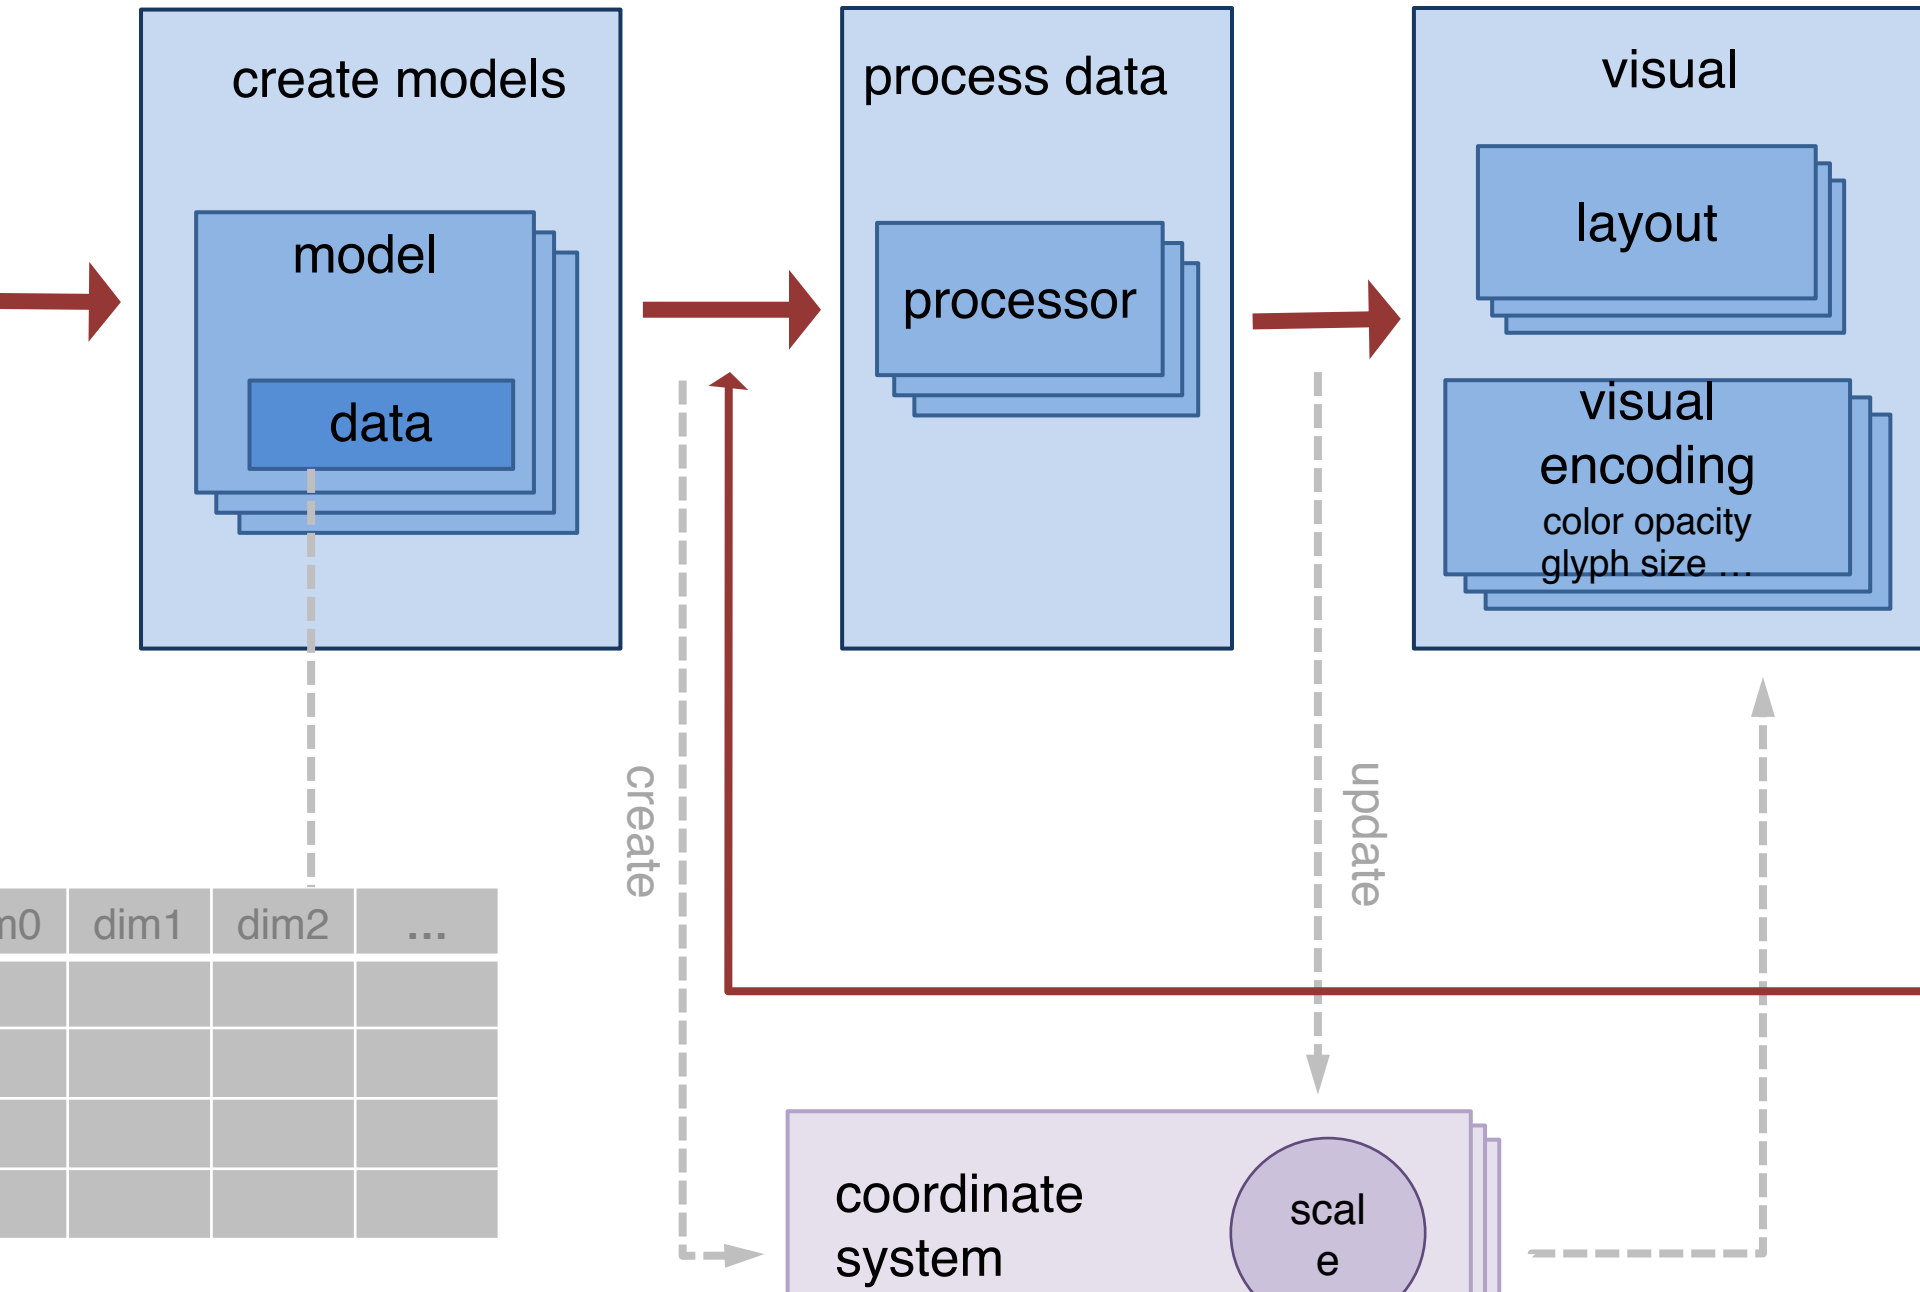 create models
model
data
process data
processor
visual
layout
visual
encoding
color opacity
glyph size …
create
update
m0
dim1
dim2
...
coordinate
system
scal
e